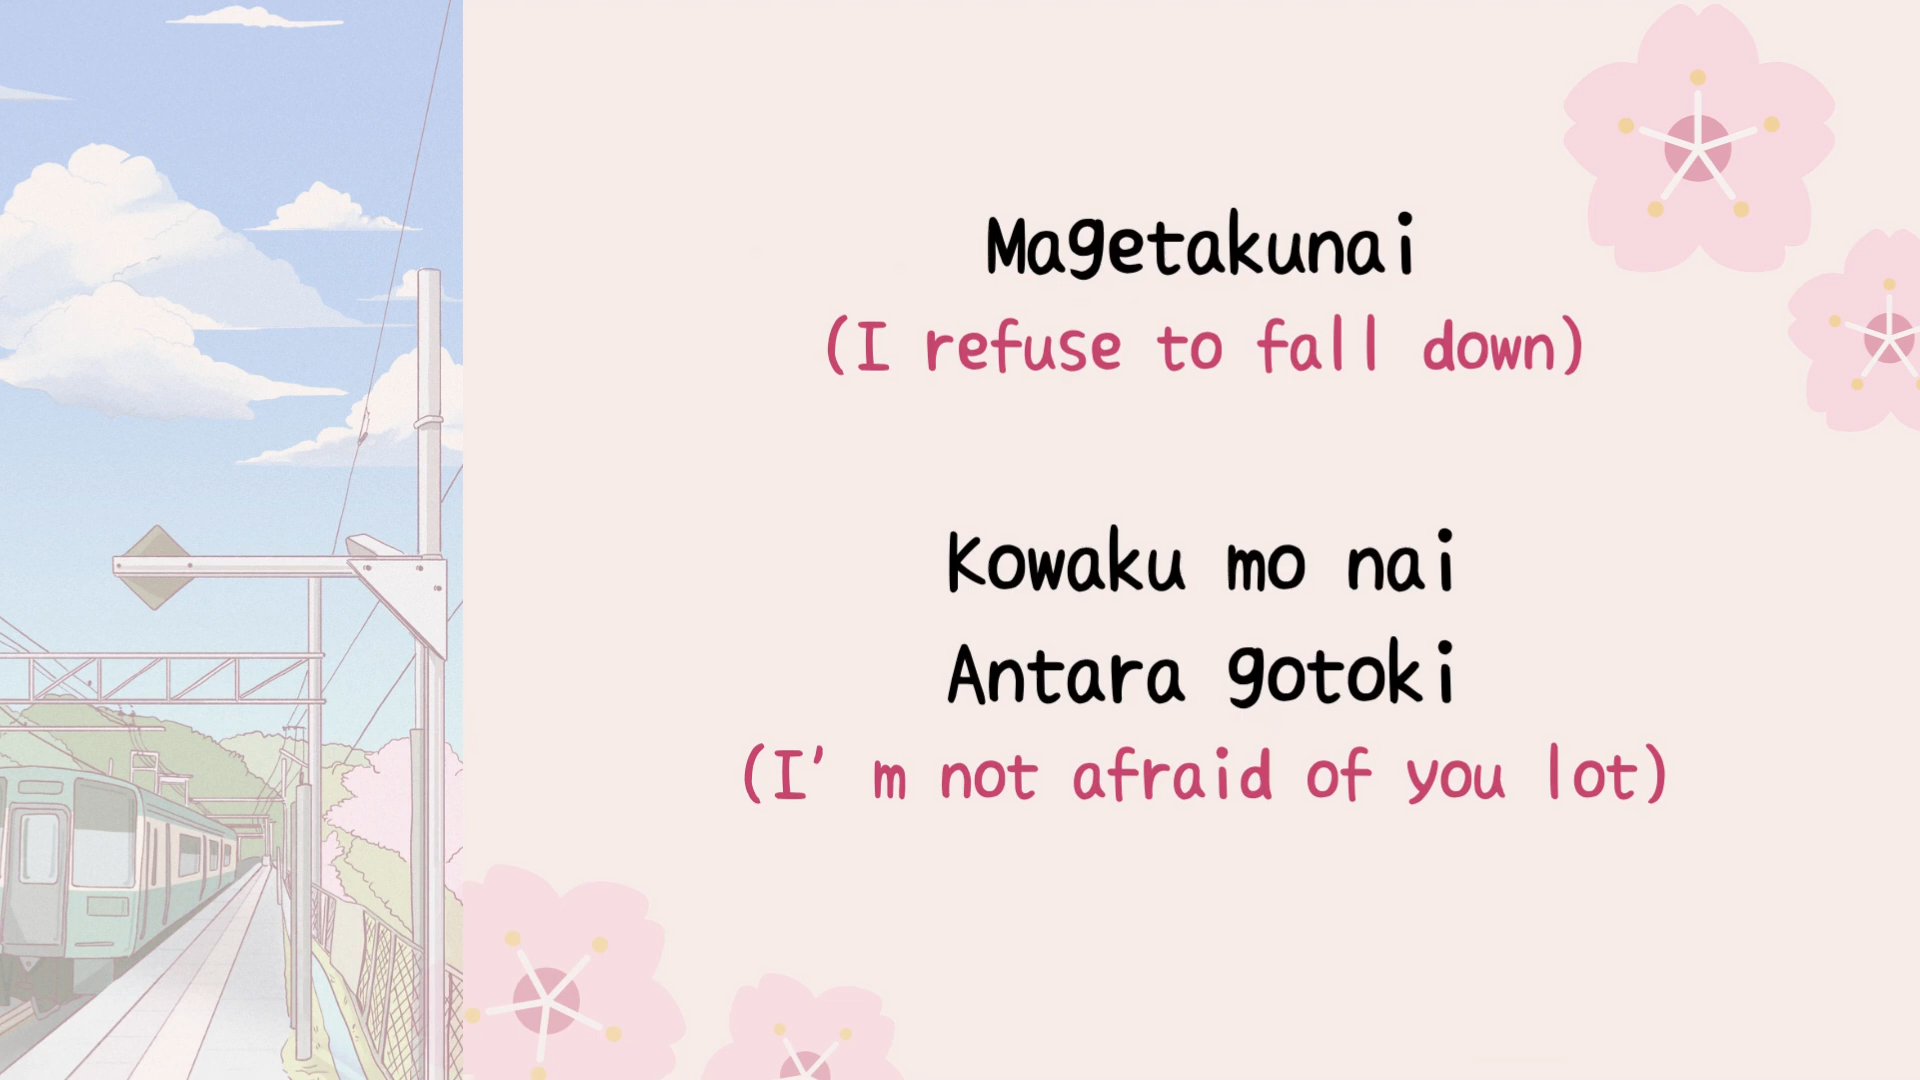 Magetakunai
(I refuse to fall down)
Kowaku mo nai
Antara gotoki
(I'm not afraid of you lot)